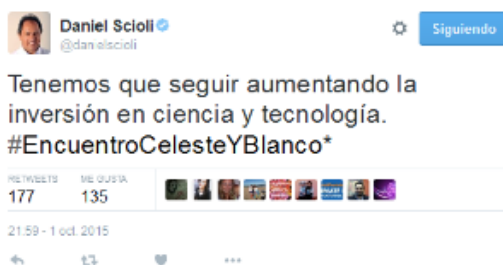 Daniel Scioli
@danielscioli
Siguiendo
Tenemos que seguir aumentando la
inversión en ciencia y tecnología.
#EncuentroCelesteYBlanco*
RETWEETS ME GUSTA
177 135
21:59 - 1 oct. 2015